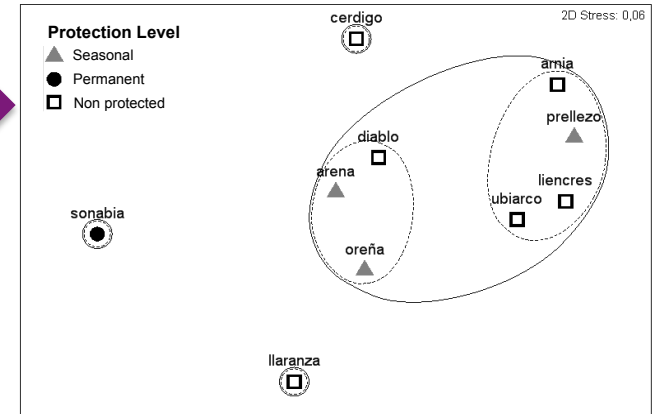 cerdigo
2D Stress: 0,06
Protection Level
Seasonal
Permanent
Non protected
arnia
prellezo
diablo
arena
liencres
ubiarco
sonabia
oreña
llaranza